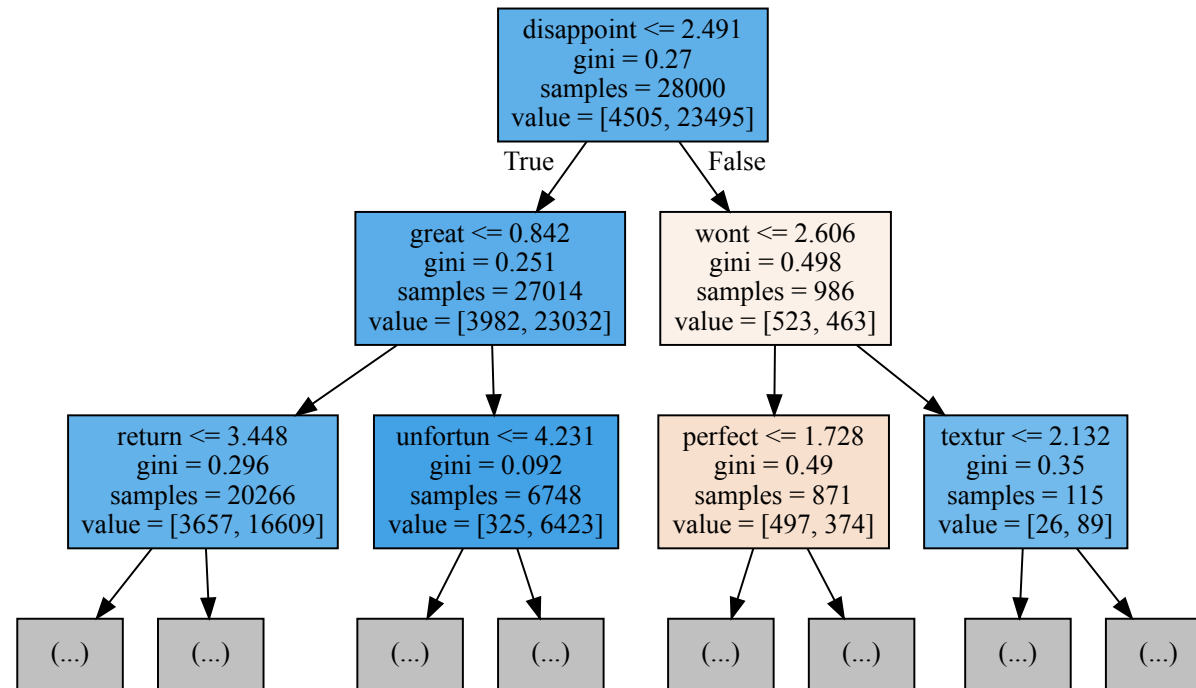 disappoint <= 2.491
gini = 0.27
samples = 28000
value = [4505, 23495]
True
False
great <= 0.842
gini = 0.251
samples = 27014
value = [3982, 23032]
wont <= 2.606
gini = 0.498
samples = 986
value = [523, 463]
return <= 3.448
gini = 0.296
samples = 20266
value = [3657, 16609]
unfortun <= 4.231
gini = 0.092
samples = 6748
value = [325, 6423]
perfect <= 1.728
gini = 0.49
samples = 871
value = [497, 374]
textur <= 2.132
gini = 0.35
samples = 115
value = [26, 89]
(...)
(...)
(...)
(...)
(...)
(...)
(...)
(...)